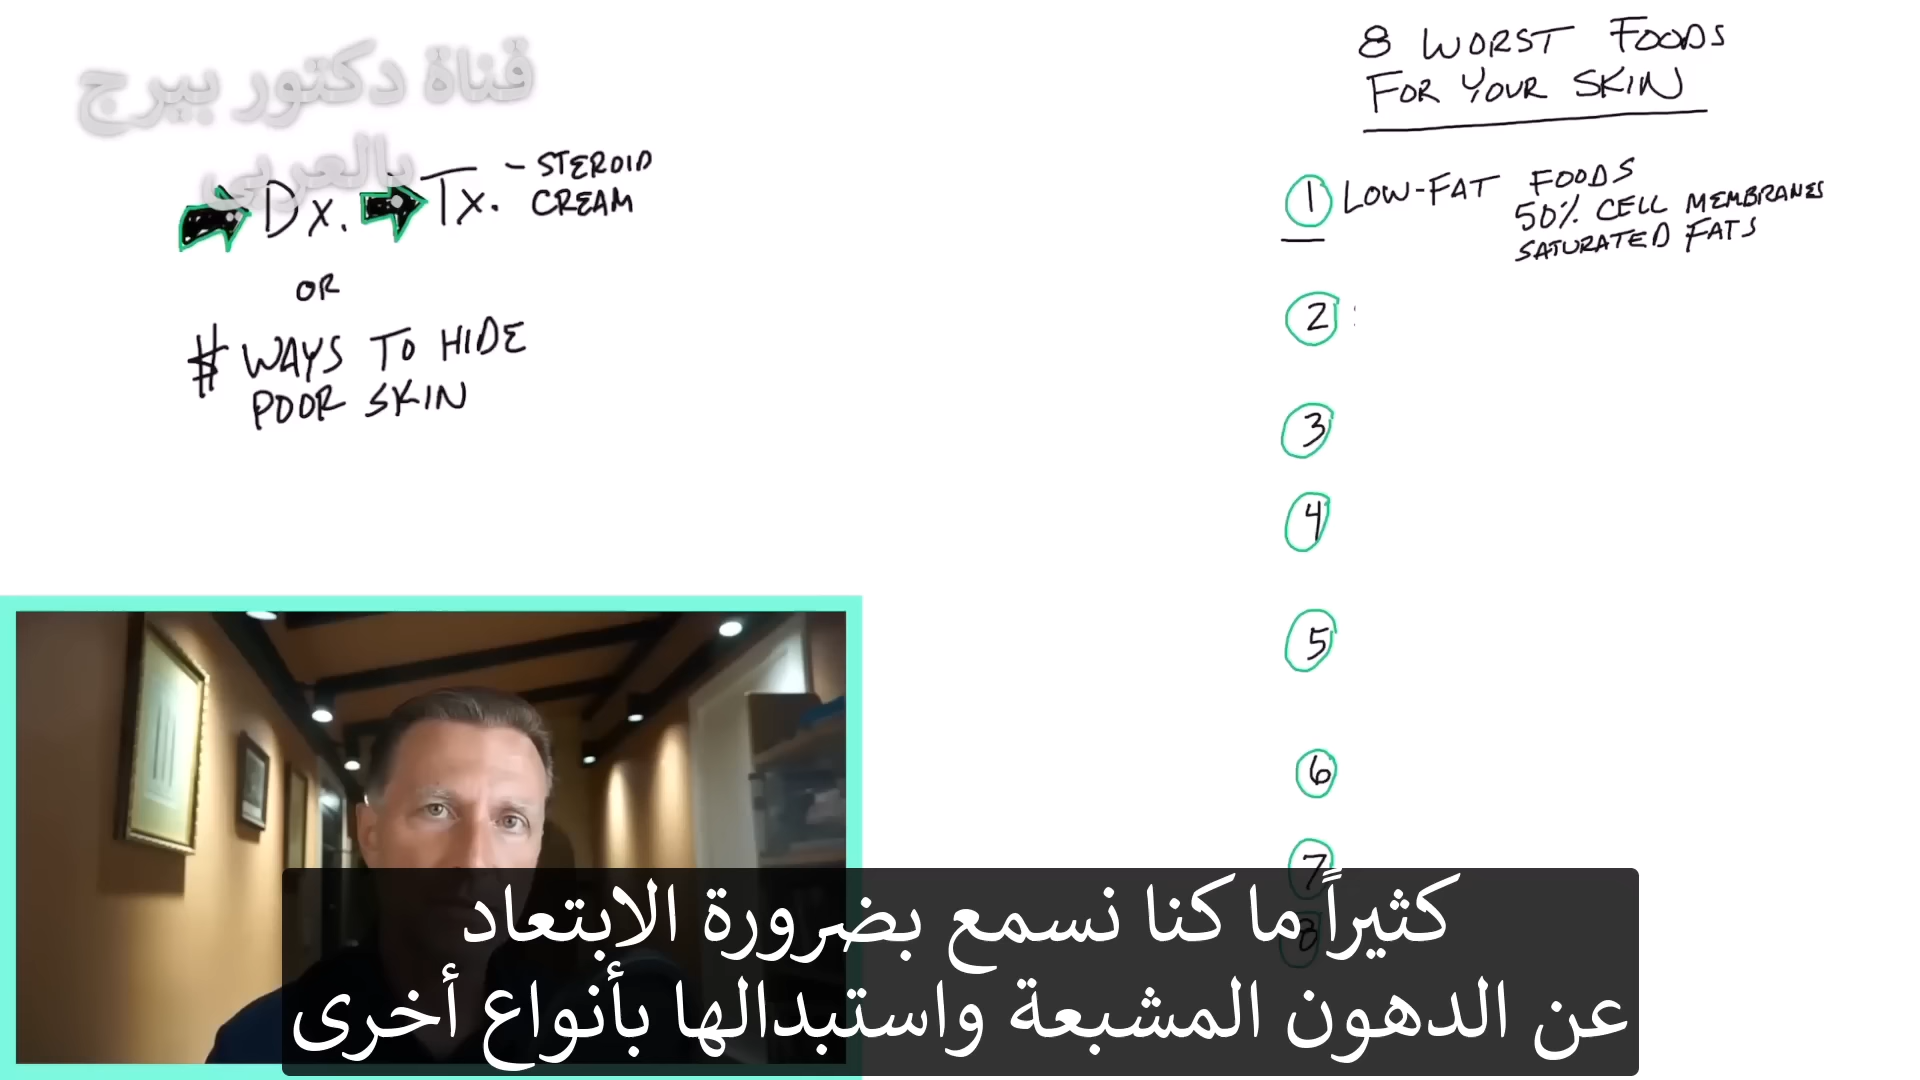 قناة دكتور بيرج
بالعربي
Dx. Tx. - STEROID
CREAM
OR
# WAYS TO HIDE
POOR SKIN
8 WORST FOODS
FOR YOUR SKIN
1 LOW-FAT FOODS
50% CELL MEMBRANES
SATURATED FATS
2
3
4
5
6
7
8
كثيراً ما كنا نسمع بضرورة الابتعاد
عن الدهون المشبعة واستبدالها بأنواع أخرى